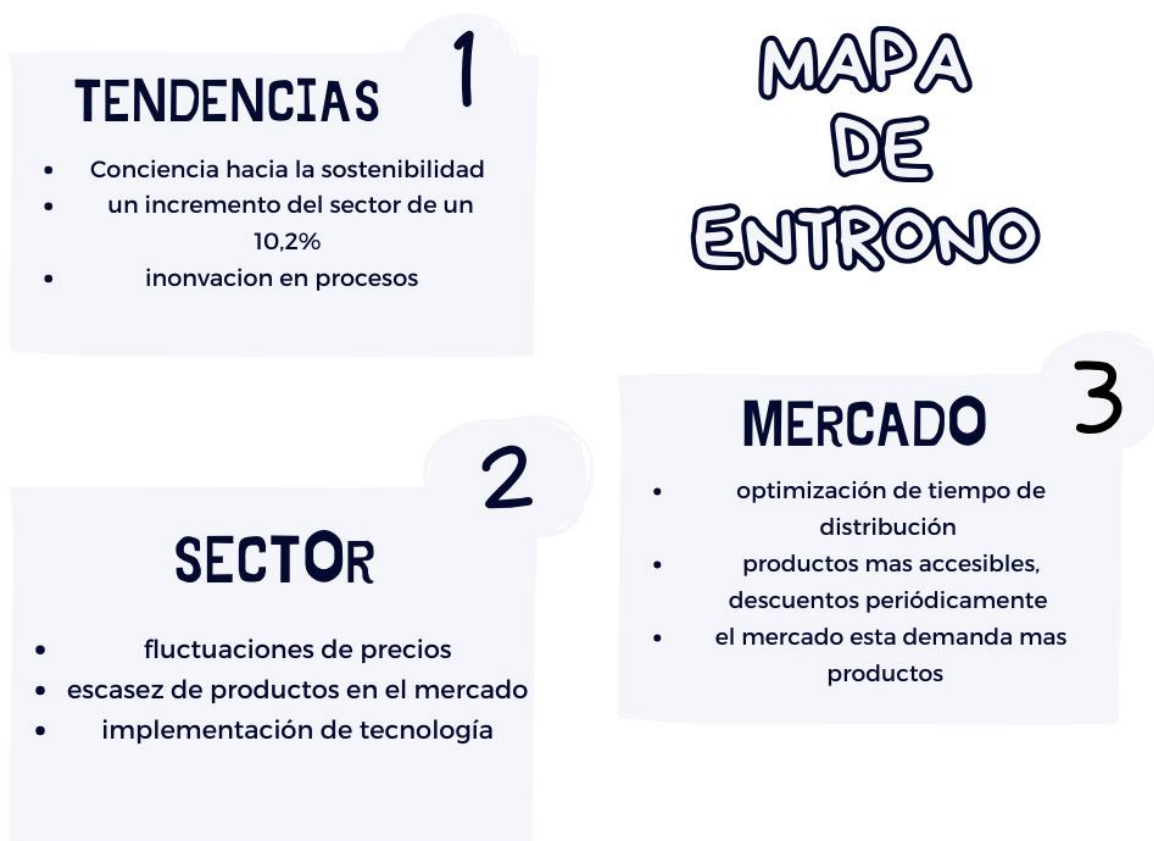 1
TENDENCIAS
• Conciencia hacia la sostenibilidad
• un incremento del sector de un
10,2%
• inonvacion en procesos
MAPA
DE
ENTRONO
2
SECTOR
• fluctuaciones de precios
• escasez de productos en el mercado
• implementación de tecnología
3
MERCADO
• optimización de tiempo de
distribución
• productos mas accesibles,
descuentos periódicamente
• el mercado esta demanda mas
productos